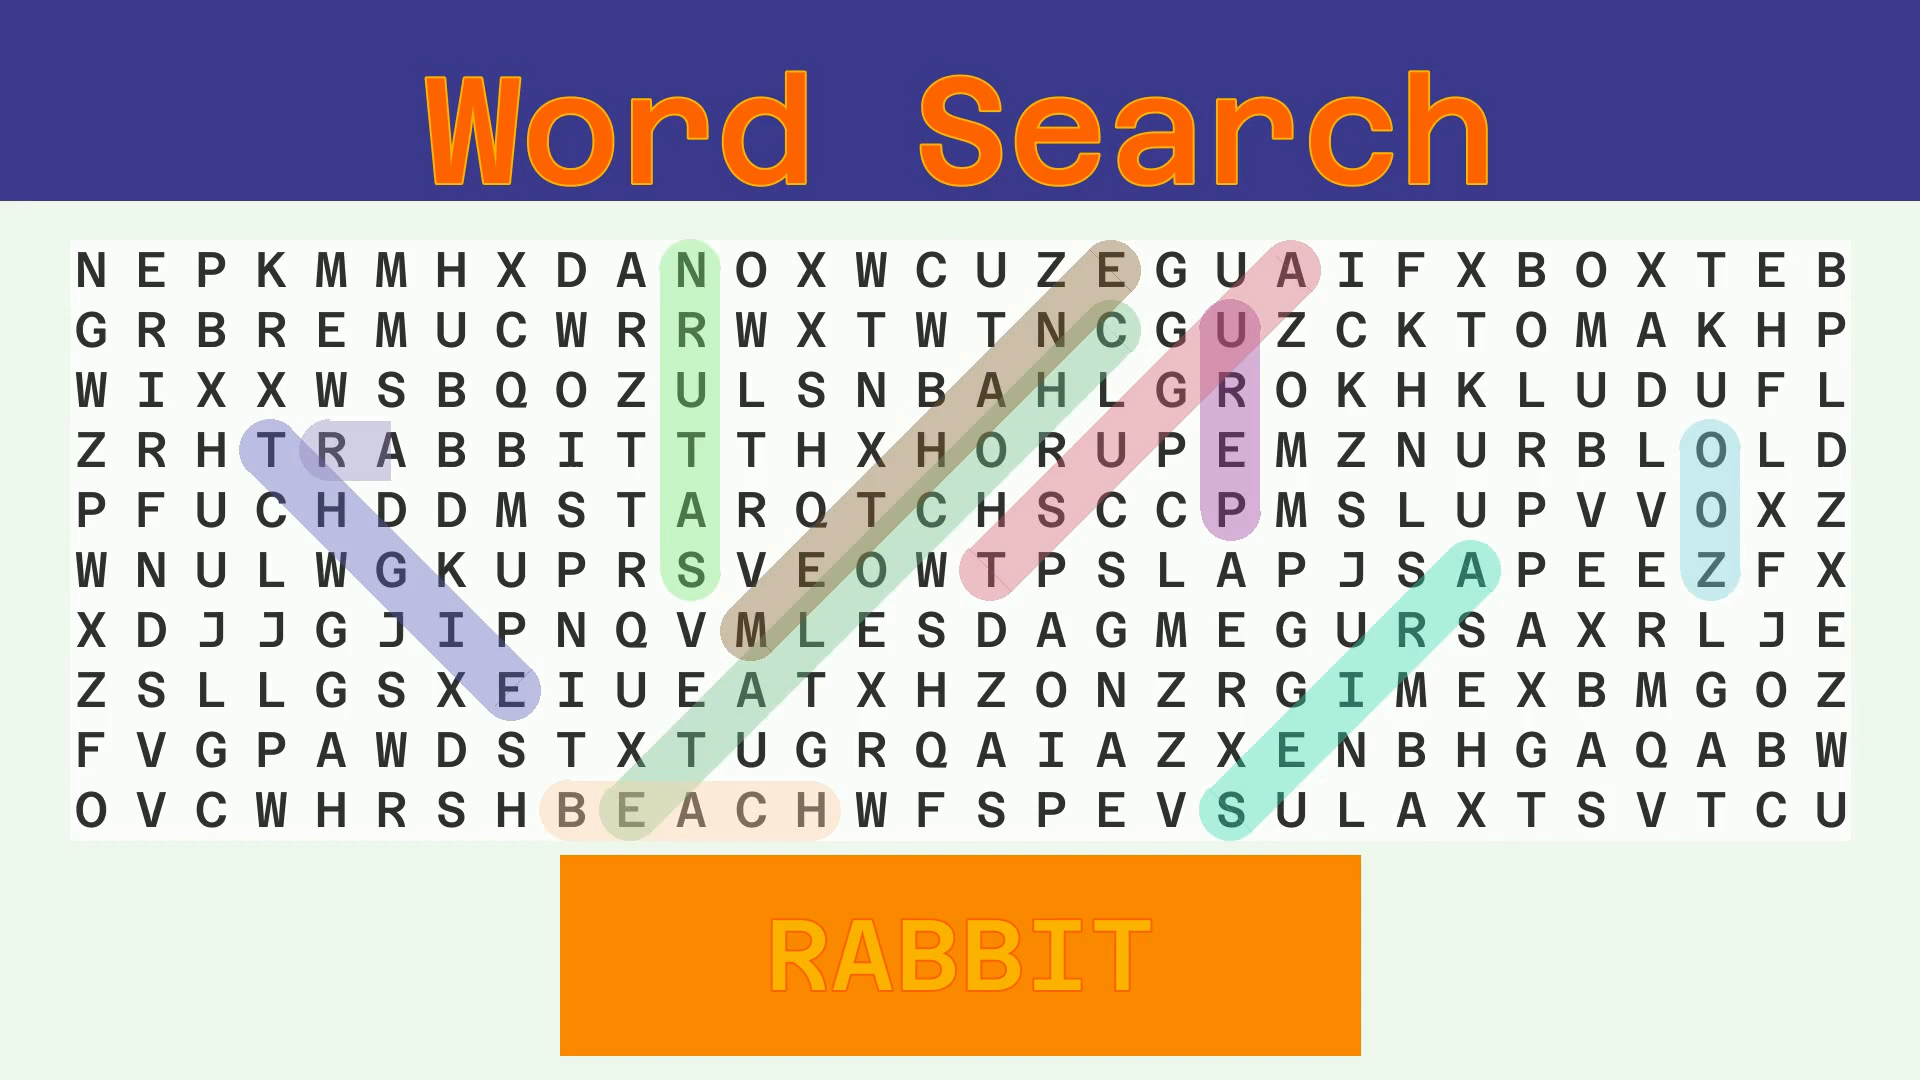 Word Search
N E P K M M H X D A N O X W C U Z E G U A I F X B O X T E B
G R B R E M U C W R R W X T W T N C G U Z C K T O M A K H P
W I X X W S B Q O Z U L S N B A H L G R O K H K L U D U F L
Z R H T R A B B I T T T H X H O R U P E M Z N U R B L O L D
P F U C H D D M S T A R Q T C H S C C P M S L U P V V O X Z
W N U L W G K U P R S V E O W T P S L A P J S A P E E Z F X
X D J J G J I P N Q V M L E S D A G M E G U R S A X R L J E
Z S L L G S X E I U E A T X H Z O N Z R G I M E X B M G O Z
F V G P A W D S T X T U G R Q A I A Z X E N B H G A Q A B W
O V C W H R S H B E A C H W F S P E V S U L A X T S V T C U
RABBIT